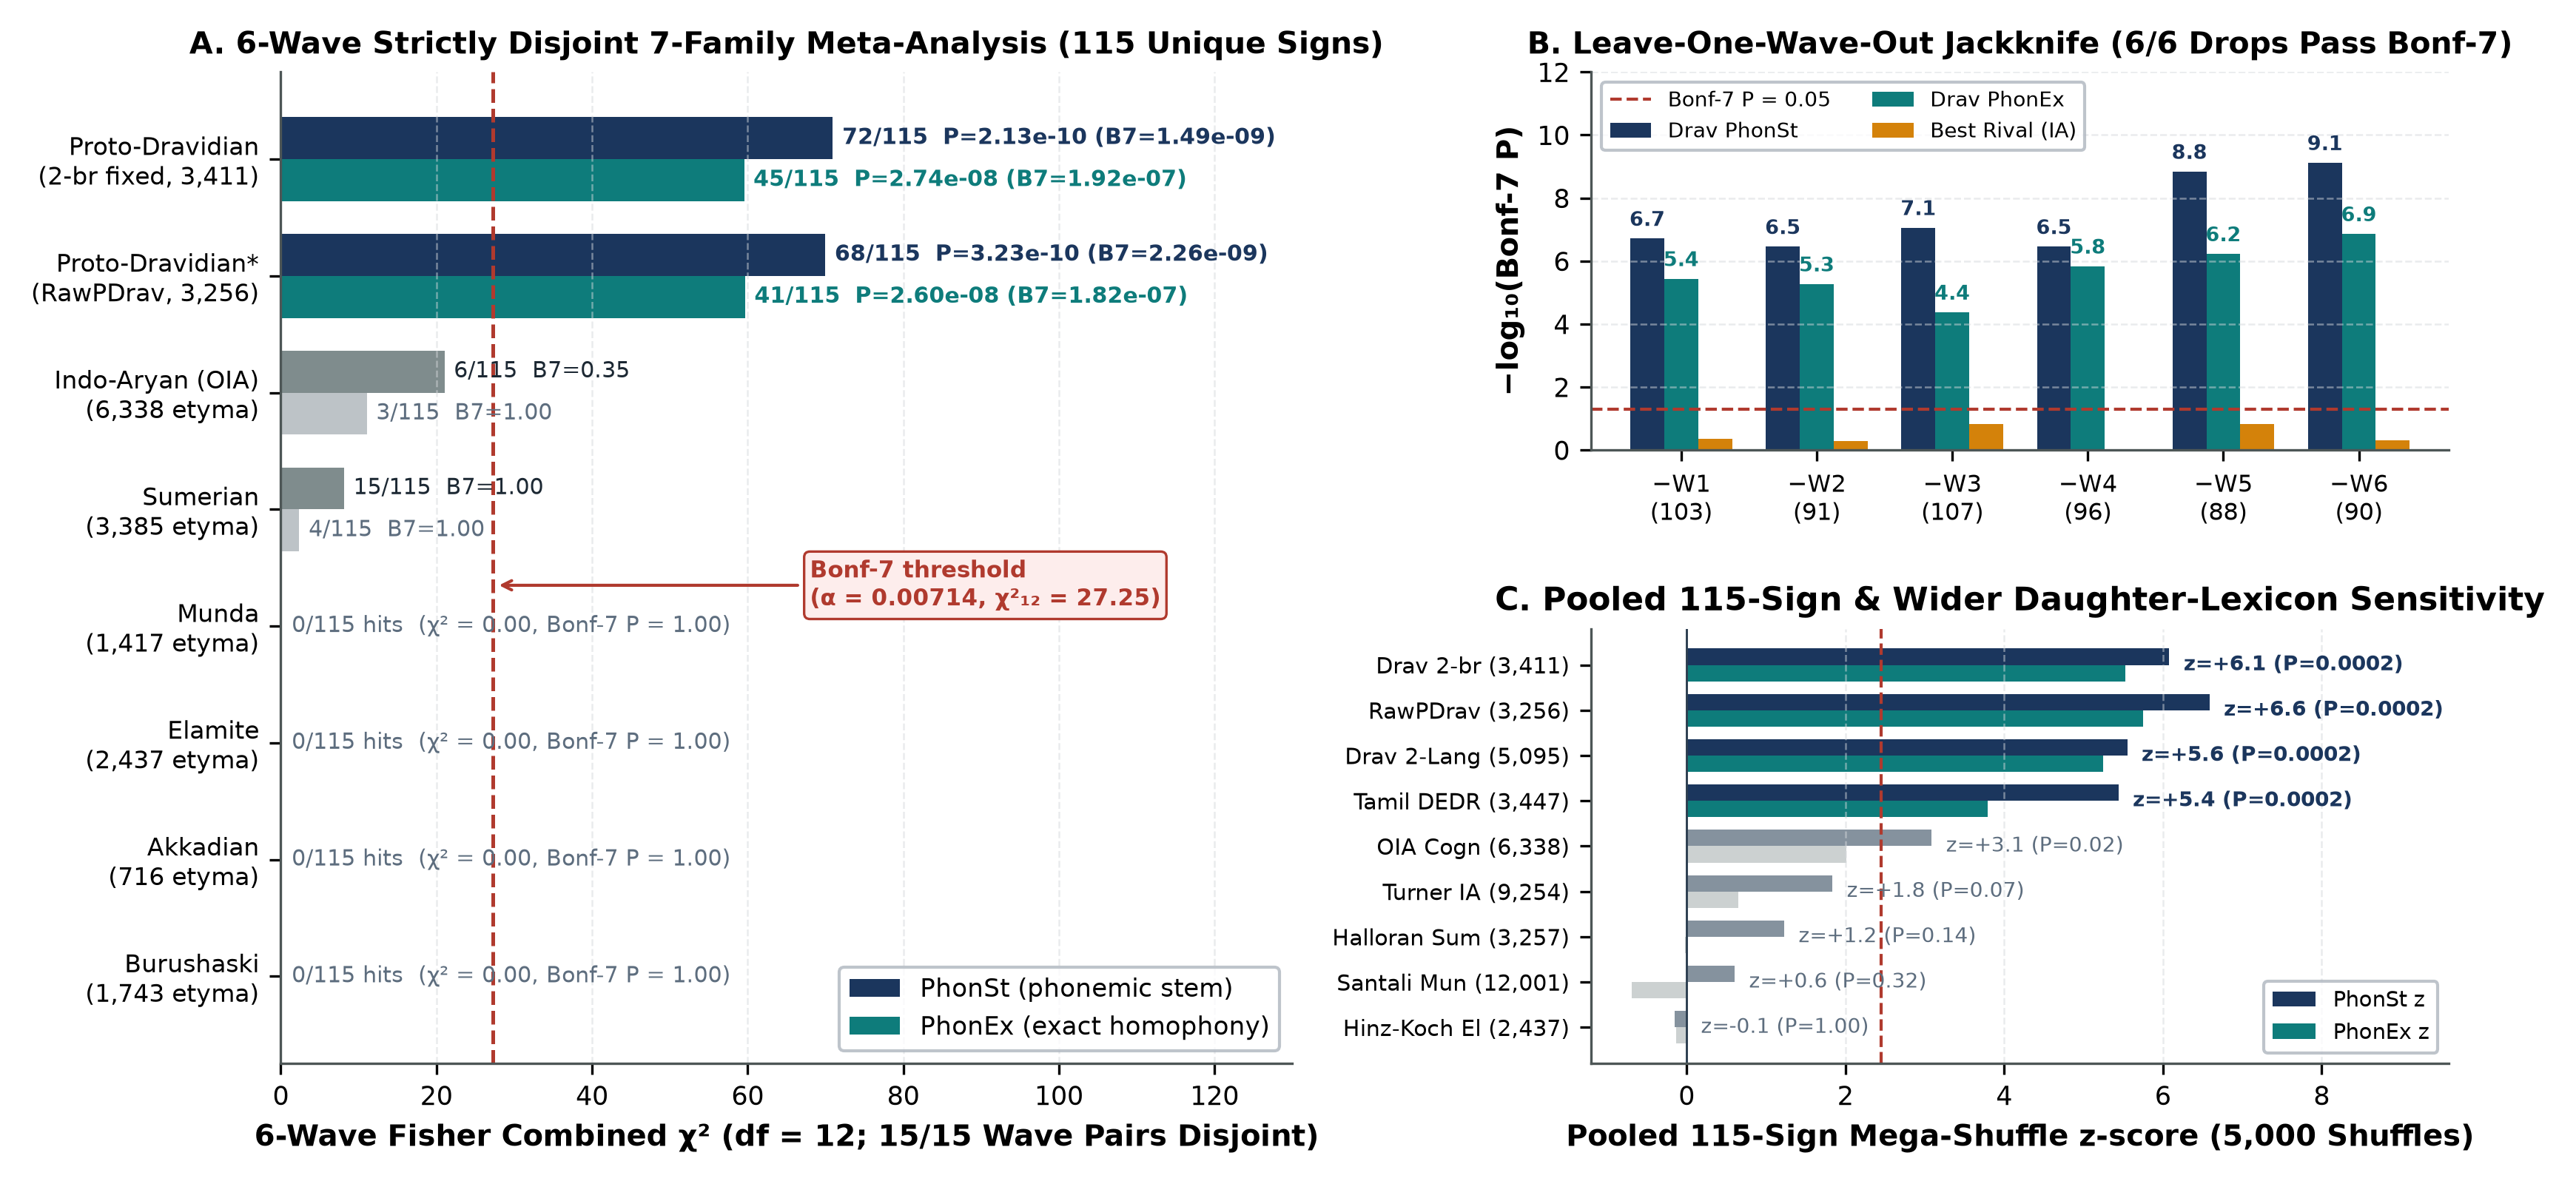 A. 6-Wave Strictly Disjoint 7-Family Meta-Analysis (115 Unique Signs)
Proto-Dravidian
(2-br fixed, 3,411)
72/115  P=2.13e-10 (B7=1.49e-09)
45/115  P=2.74e-08 (B7=1.92e-07)
Proto-Dravidian*
(RawPDrav, 3,256)
68/115  P=3.23e-10 (B7=2.26e-09)
41/115  P=2.60e-08 (B7=1.82e-07)
Indo-Aryan (OIA)
(6,338 etyma)
6/115  B7=0.35
3/115  B7=1.00
Sumerian
(3,385 etyma)
15/115  B7=1.00
4/115  B7=1.00
Bonf-7 threshold
(α = 0.00714, χ²₁₂ = 27.25)
Munda
(1,417 etyma)
0/115 hits  (χ² = 0.00, Bonf-7 P = 1.00)
Elamite
(2,437 etyma)
0/115 hits  (χ² = 0.00, Bonf-7 P = 1.00)
Akkadian
(716 etyma)
0/115 hits  (χ² = 0.00, Bonf-7 P = 1.00)
Burushaski
(1,743 etyma)
0/115 hits  (χ² = 0.00, Bonf-7 P = 1.00)
PhonSt (phonemic stem)
PhonEx (exact homophony)
0 20 40 60 80 100 120
6-Wave Fisher Combined χ² (df = 12; 15/15 Wave Pairs Disjoint)
B. Leave-One-Wave-Out Jackknife (6/6 Drops Pass Bonf-7)
−log₁₀(Bonf-7 P)
12
10
8
6
4
2
0
Bonf-7 P = 0.05
Drav PhonSt
Drav PhonEx
Best Rival (IA)
6.7 5.4
6.5 5.3
7.1 4.4
6.5 5.8
8.8 6.2
9.1 6.9
−W1 −W2 −W3 −W4 −W5 −W6
(103) (91) (107) (96) (88) (90)
C. Pooled 115-Sign & Wider Daughter-Lexicon Sensitivity
Drav 2-br (3,411)
z=+6.1 (P=0.0002)
RawPDrav (3,256)
z=+6.6 (P=0.0002)
Drav 2-Lang (5,095)
z=+5.6 (P=0.0002)
Tamil DEDR (3,447)
z=+5.4 (P=0.0002)
OIA Cogn (6,338)
z=+3.1 (P=0.02)
Turner IA (9,254)
z=+1.8 (P=0.07)
Halloran Sum (3,257)
z=+1.2 (P=0.14)
Santali Mun (12,001)
z=+0.6 (P=0.32)
Hinz-Koch El (2,437)
z=-0.1 (P=1.00)
PhonSt z
PhonEx z
0 2 4 6 8
Pooled 115-Sign Mega-Shuffle z-score (5,000 Shuffles)